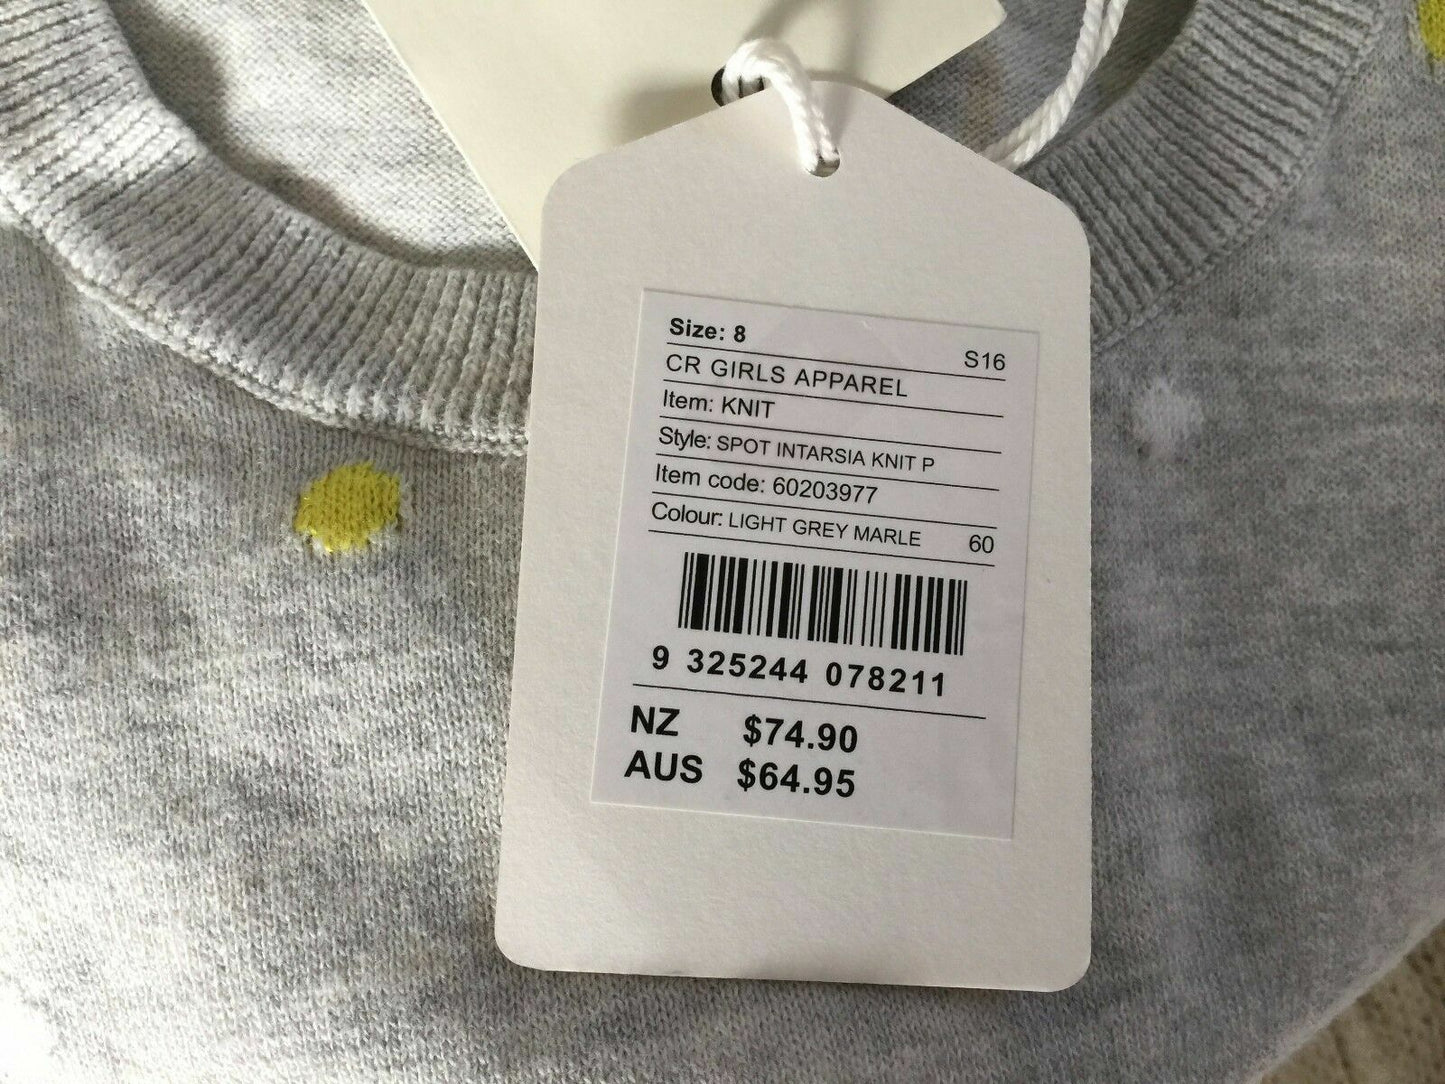 Size: 8 S16
CR GIRLS APPAREL
Item: KNIT
Style: SPOT INTARSIA KNIT P
Item code: 60203977
Colour: LIGHT GREY MARLE 60
9 325244 078211
NZ $74.90
AUS $64.95